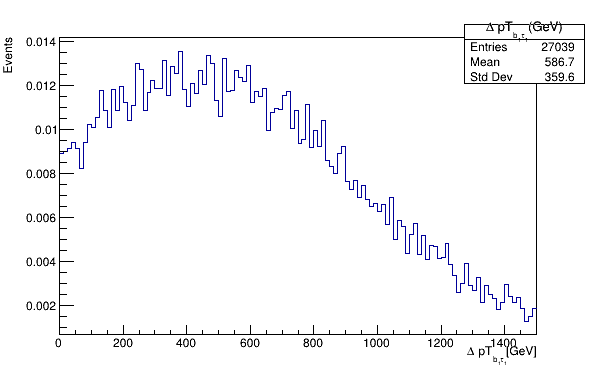 Δ pT_{b₁τ₁}(GeV)
Entries 27039
Mean 586.7
Std Dev 359.6
Events
0.014
0.012
0.01
0.008
0.006
0.004
0.002
0 200 400 600 800 1000 1200 1400
Δ pT_{b₁τ₁}[GeV]